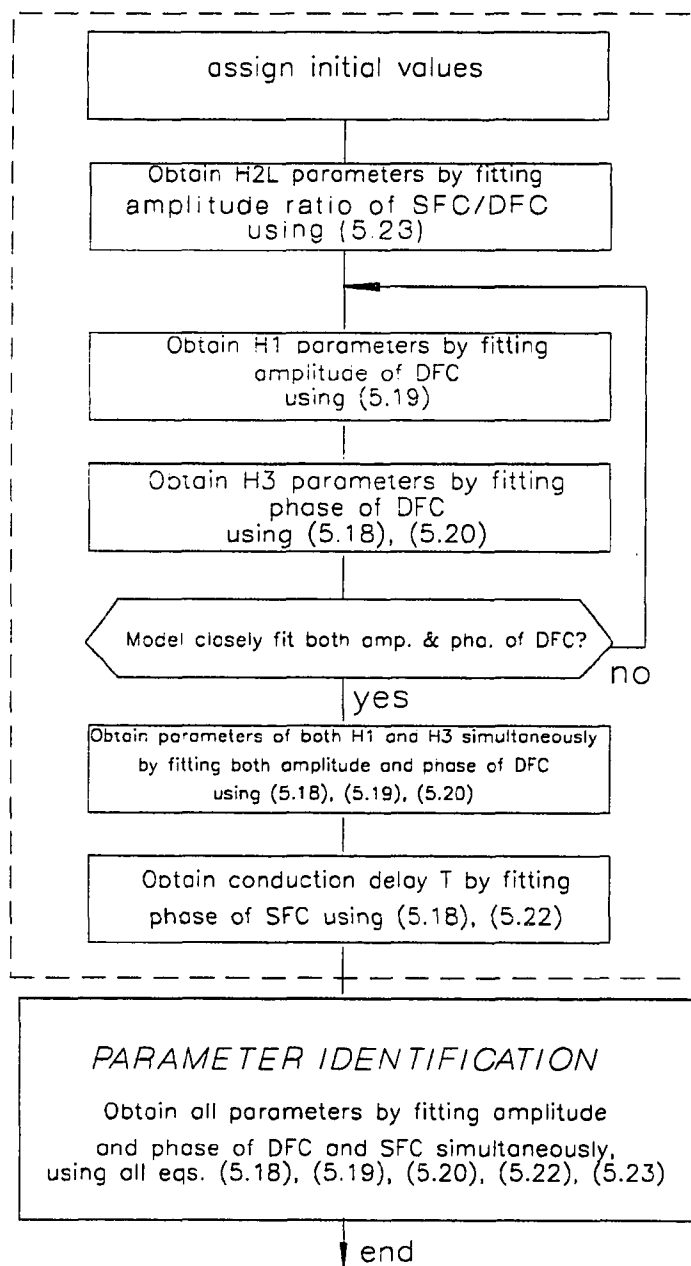 assign initial values
Obtain H2L parameters by fitting
amplitude ratio of SFC/DFC
using (5.23)
Obtain H1 parameters by fitting
amplitude of DFC
using (5.19)
Obtain H3 parameters by fitting
phase of DFC
using (5.18), (5.20)
Model closely fit both amp. & pha. of DFC?
no
yes
Obtain parameters of both H1 and H3 simultaneously
by fitting both amplitude and phase of DFC
using (5.18), (5.19), (5.20)
Obtain conduction delay T by fitting
phase of SFC using (5.18), (5.22)
PARAMETER IDENTIFICATION
Obtain all parameters by fitting amplitude
and phase of DFC and SFC simultaneously,
using all eqs. (5.18), (5.19), (5.20), (5.22), (5.23)
end